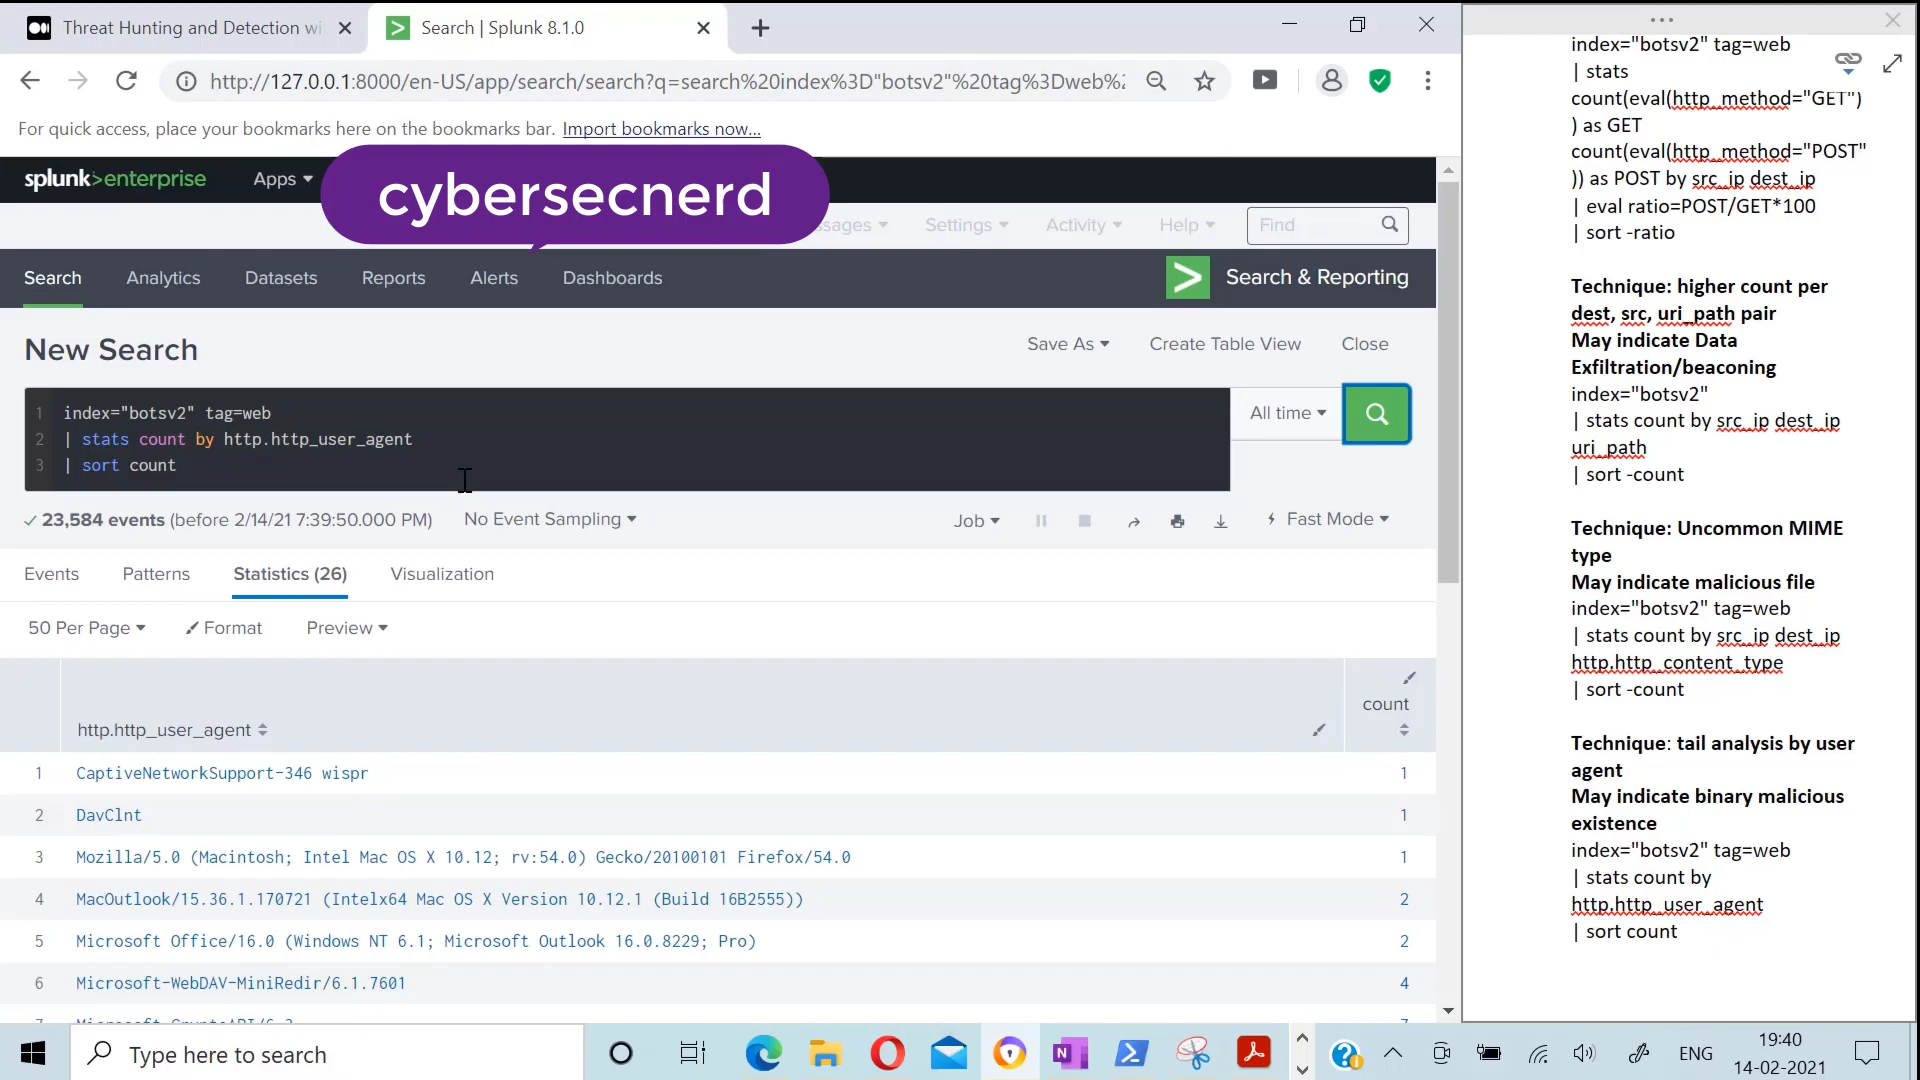 Threat Hunting and Detection wi
Search | Splunk 8.1.0
http://127.0.0.1:8000/en-US/app/search/search?q=search%20index%3D"botsv2"%20tag%3Dweb%2
For quick access, place your bookmarks here on the bookmarks bar. Import bookmarks now...
splunk>enterprise
Apps
cybersecnerd
ssages
Settings
Activity
Help
Find
Search
Analytics
Datasets
Reports
Alerts
Dashboards
Search & Reporting
New Search
Save As
Create Table View
Close
1 index="botsv2" tag=web
2 | stats count by http.http_user_agent
3 | sort count
All time
23,584 events (before 2/14/21 7:39:50.000 PM)
No Event Sampling
Job
Fast Mode
Events
Patterns
Statistics (26)
Visualization
50 Per Page
Format
Preview
http.http_user_agent
count
1 CaptiveNetworkSupport-346 wispr 1
2 DavClnt 1
3 Mozilla/5.0 (Macintosh; Intel Mac OS X 10.12; rv:54.0) Gecko/20100101 Firefox/54.0 1
4 MacOutlook/15.36.1.170721 (Intelx64 Mac OS X Version 10.12.1 (Build 16B2555)) 2
5 Microsoft Office/16.0 (Windows NT 6.1; Microsoft Outlook 16.0.8229; Pro) 2
6 Microsoft-WebDAV-MiniRedir/6.1.7601 4
index="botsv2" tag=web
| stats
count(eval(http_method="GET")
) as GET
count(eval(http_method="POST"
)) as POST by src_ip dest_ip
| eval ratio=POST/GET*100
| sort -ratio
Technique: higher count per
dest, src, uri_path pair
May indicate Data
Exfiltration/beaconing
index="botsv2"
| stats count by src_ip dest_ip
uri_path
| sort -count
Technique: Uncommon MIME
type
May indicate malicious file
index="botsv2" tag=web
| stats count by src_ip dest_ip
http.http_content_type
| sort -count
Technique: tail analysis by user
agent
May indicate binary malicious
existence
index="botsv2" tag=web
| stats count by
http.http_user_agent
| sort count
Type here to search
ENG
19:40
14-02-2021